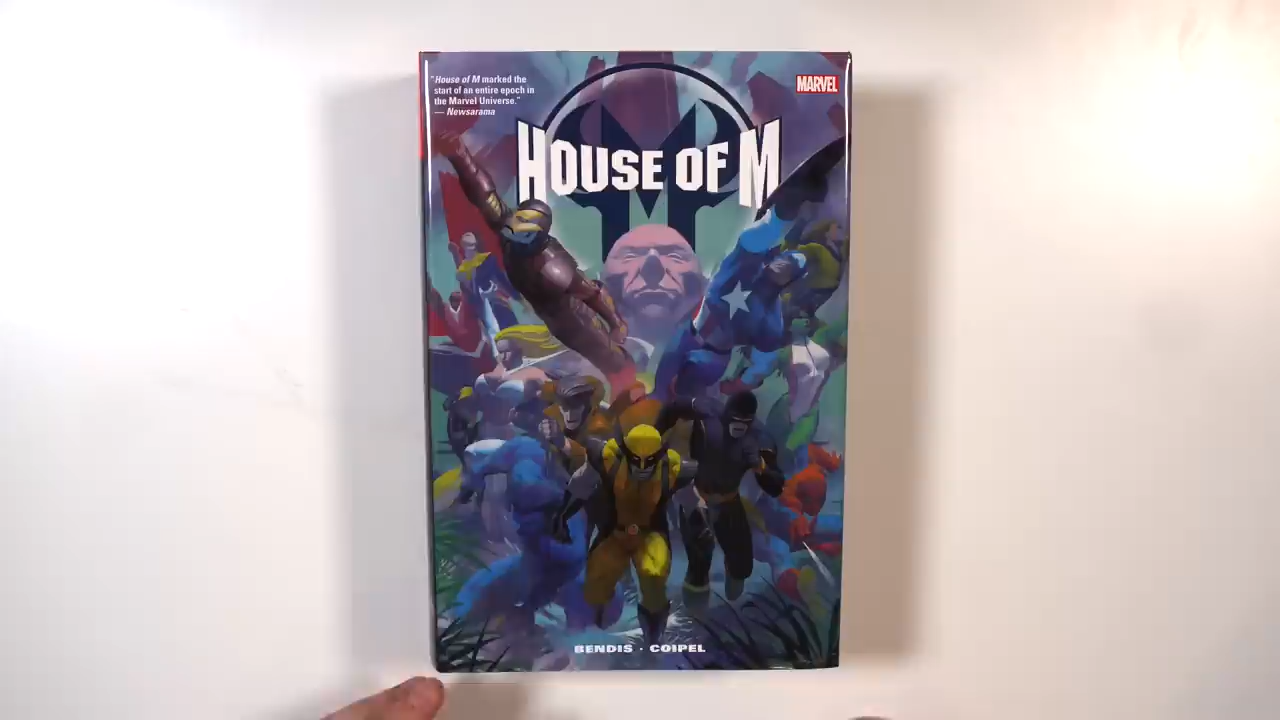 "House of M marked the
start of an entire epoch in
the Marvel Universe."
— Newsarama
MARVEL
HOUSE OF M
BENDIS · COIPEL